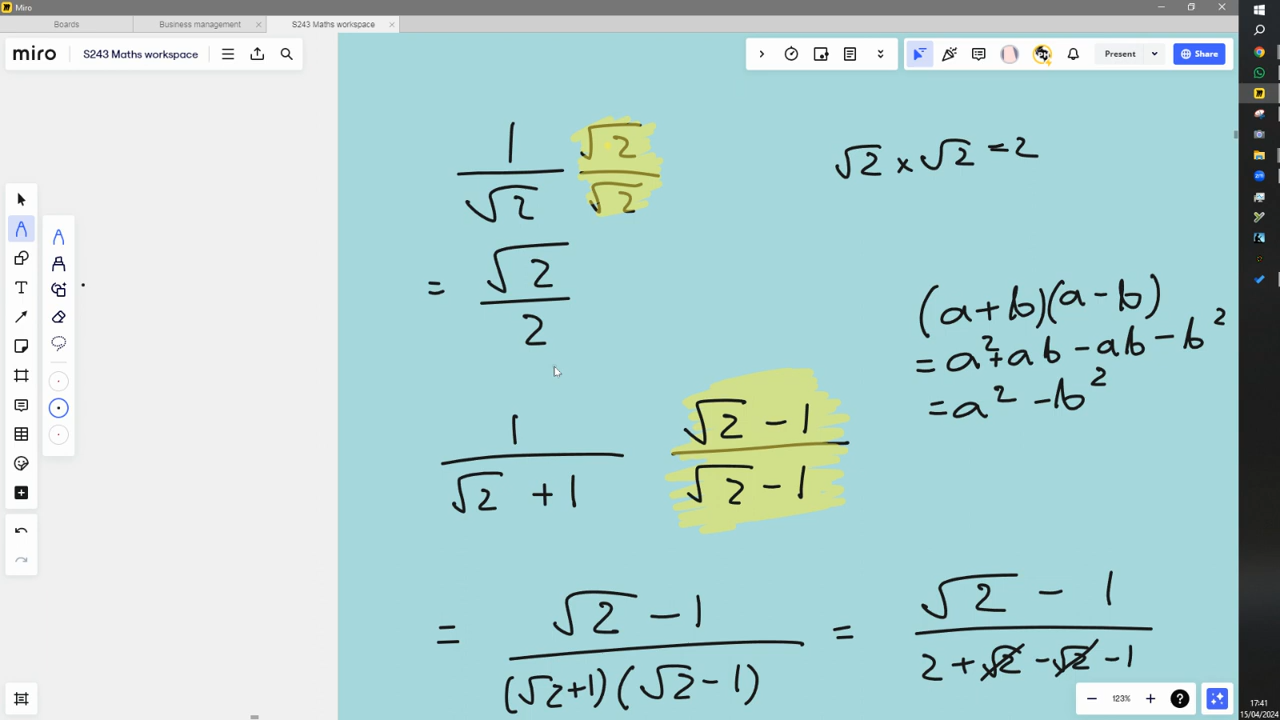 Miro
Boards
Business management
S243 Maths workspace
miro
S243 Maths workspace
Present
Share
1/√2 √2/√2
√2 × √2 = 2
= √2/2
(a+b)(a-b)
= a²+ab-ab-b²
= a²-b²
1/(√2 + 1) (√2 - 1)/(√2 - 1)
= (√2 - 1)/((√2+1)(√2-1)) = (√2 - 1)/(2+√2-√2-1)
123%
17:41
15/04/2024